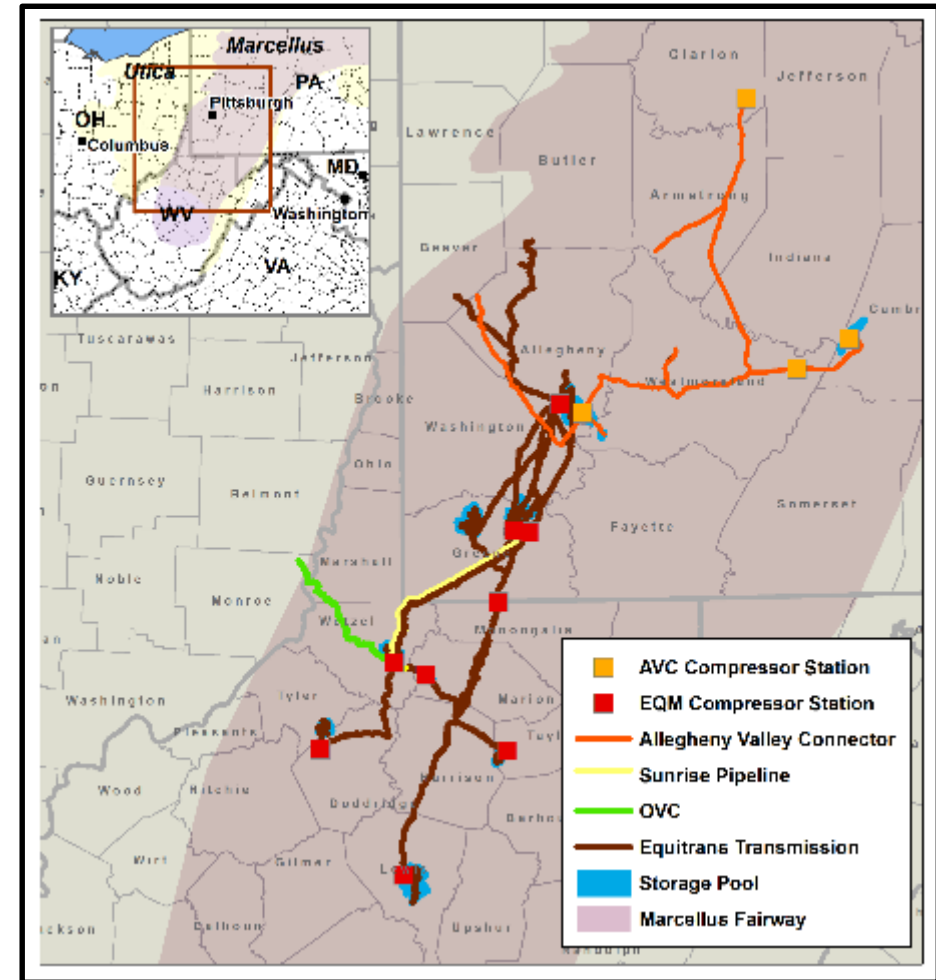 Marcellus
Utica
PA
Pittsburgh
OH
Columbus
MD
WV
Washington
KY
VA
Clarion
Jefferson
Lawrence
Butler
Armstrong
Beaver
Indiana
Tuscarawas
Jefferson
Allegheny
Harrison
Brooke
Westmoreland
Washington
Ohio
Guernsey
Belmont
Somerset
Fayette
Marshall
Noble
Monroe
Wetzel
Monongalia
Tyler
Marion
Washington
Pleasants
Harrison
Wood
Ritchie
Doddridge
Wirt
Gilmer
Lewis
Calhoun
Upshur
Randolph
AVC Compressor Station
EQM Compressor Station
Allegheny Valley Connector
Sunrise Pipeline
OVC
Equitrans Transmission
Storage Pool
Marcellus Fairway